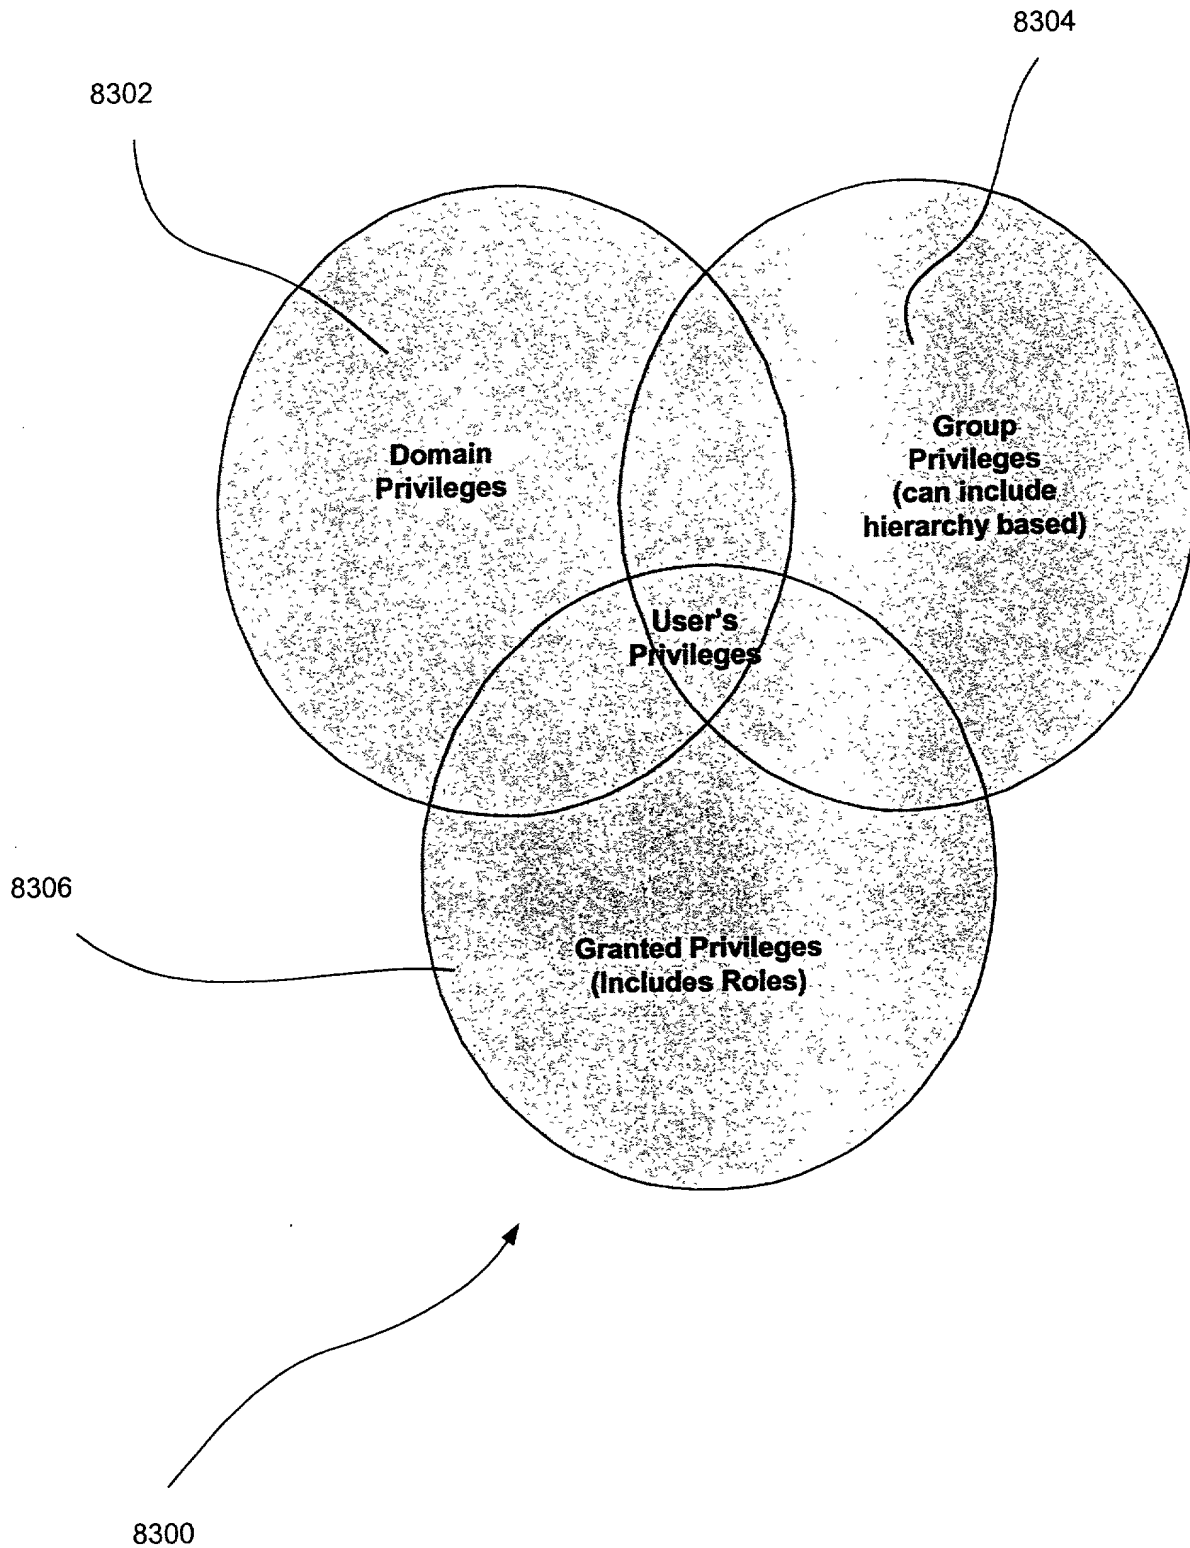 8304
8302
Domain
Privileges
Group
Privileges
(can include
hierarchy based)
User's
Privileges
8306
Granted Privileges
(Includes Roles)
8300